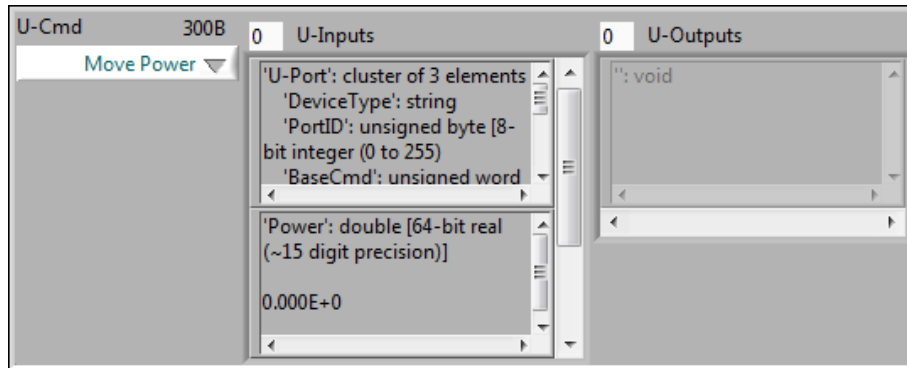 U-Cmd 300B
Move Power
0 U-Inputs
'U-Port': cluster of 3 elements
'DeviceType': string
'PortID': unsigned byte [8-
bit integer (0 to 255)
'BaseCmd': unsigned word
'Power': double [64-bit real
(~15 digit precision)]
0.000E+0
0 U-Outputs
'': void